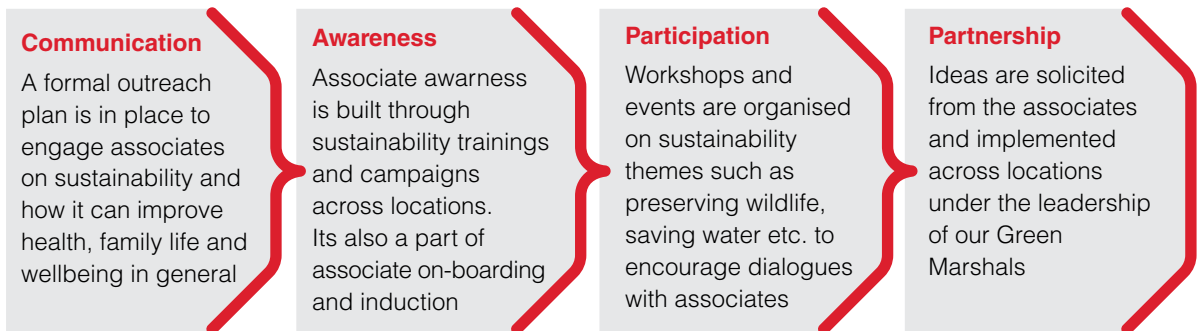 Communication
A formal outreach
plan is in place to
engage associates
on sustainability and
how it can improve
health, family life and
wellbeing in general
Awareness
Associate awarness
is built through
sustainability trainings
and campaigns
across locations.
Its also a part of
associate on-boarding
and induction
Participation
Workshops and
events are organised
on sustainability
themes such as
preserving wildlife,
saving water etc. to
encourage dialogues
with associates
Partnership
Ideas are solicited
from the associates
and implemented
across locations
under the leadership
of our Green
Marshals